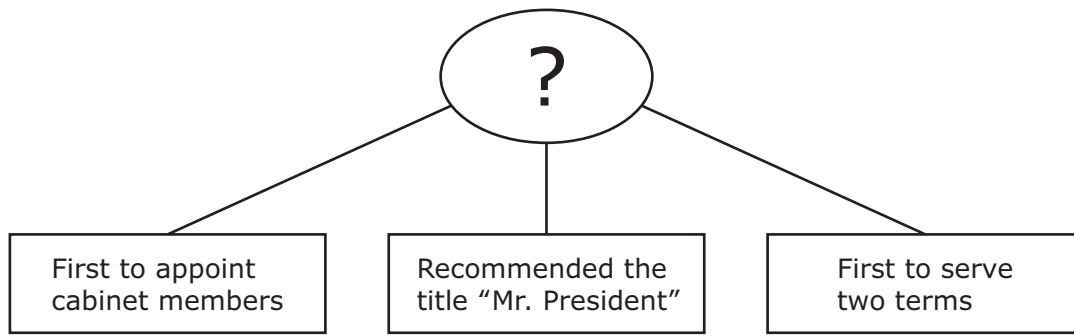 ?
First to appoint
cabinet members
Recommended the
title “Mr. President”
First to serve
two terms